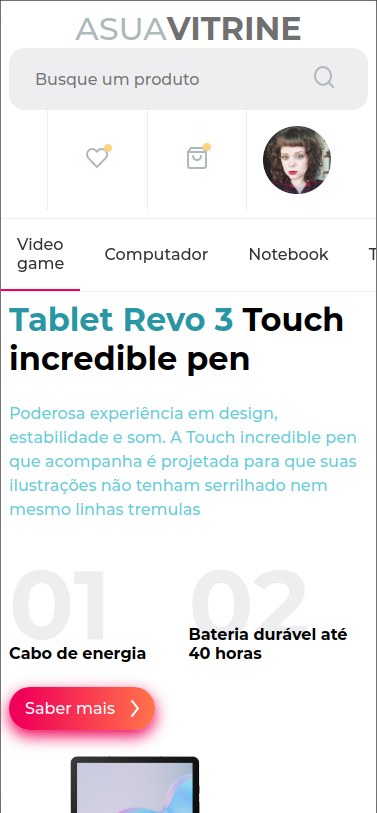 ASUAVITRINE
Busque um produto
Video
game
Computador
Notebook
T
Tablet Revo 3 Touch
incredible pen
Poderosa experiência em design,
estabilidade e som. A Touch incredible pen
que acompanha é projetada para que suas
ilustrações não tenham serrilhado nem
mesmo linhas tremulas
01
Cabo de energia
02
Bateria durável até
40 horas
Saber mais